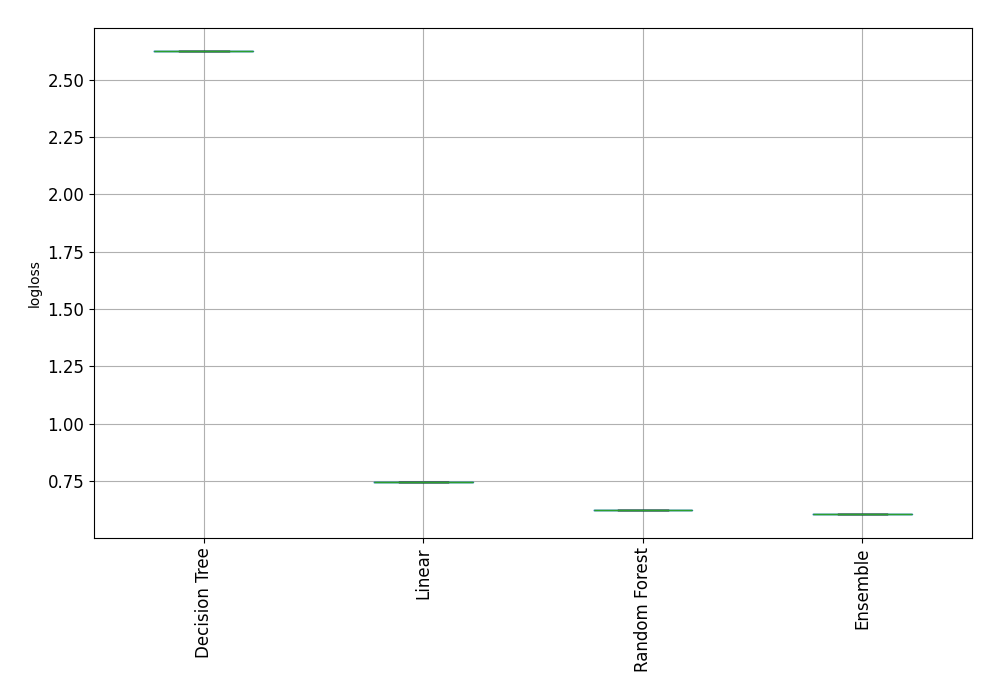 2.50
2.25
2.00
1.75
1.50
1.25
1.00
0.75
logloss
Decision Tree
Linear
Random Forest
Ensemble